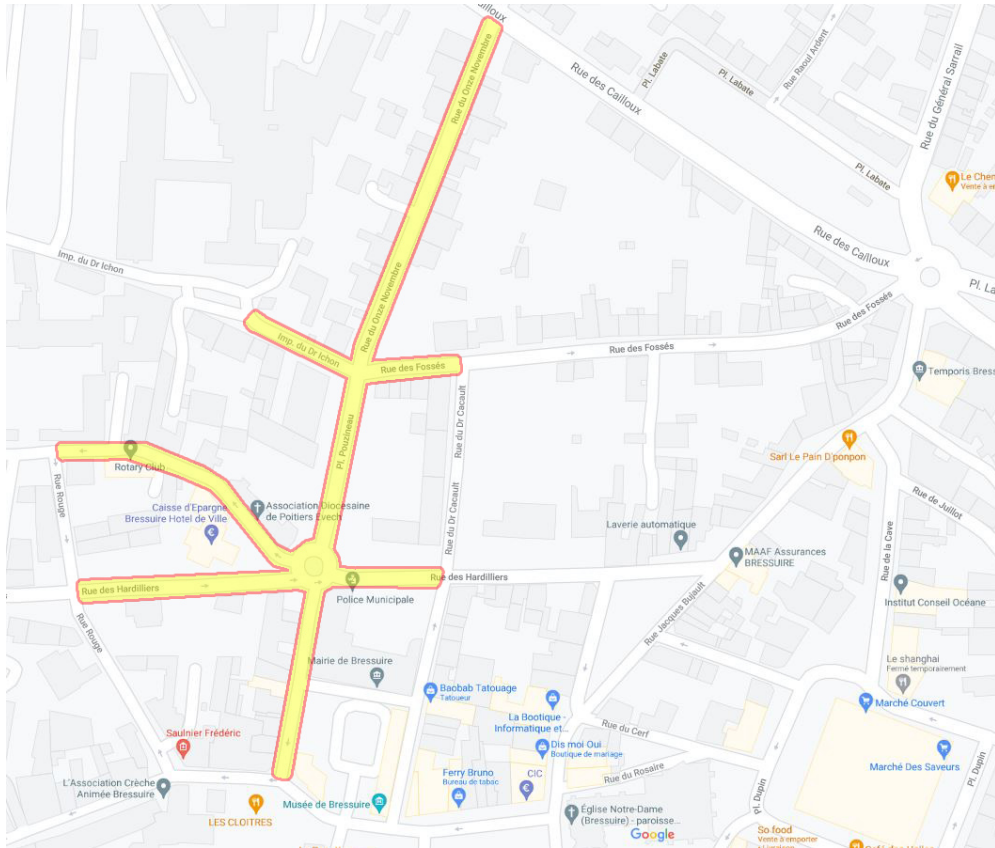 Cailloux
Rue des Cailloux
Pl. Labate
Pl. Labate
Rue Raoul Ardent
Rue du Général Sarrail
Rue du Onze Novembre
Pl. Labate
Le Chen
Vente à em
Rue des Cailloux
Imp. du Dr Ichon
Rue du Onze Novembre
Pl. La
Rue des Fossés
Imp. du Dr Ichon
Rue des Fossés
Rue des Fossés
Temporis Bress
Rue du Dr Cacault
Pl. Pouzineau
Sarl Le Pain D'ponpon
Rotary Club
Rue Rouge
Caisse d'Epargne
Bressuire Hotel de Ville
Association Diocésaine
de Poitiers Evech
Rue du Dr Cacault
Laverie automatique
Rue de Juillot
Rue de la Cave
MAAF Assurances
BRESSUIRE
Rue des Hardilliers
Rue des Hardilliers
Police Municipale
Institut Conseil Océane
Rue Rouge
Rue Jacques Bujault
Mairie de Bressuire
Le shanghai
Fermé temporairement
Baobab Tatouage
Tatoueur
Marché Couvert
La Bootique -
Informatique et...
Saulnier Frédéric
Rue du Cerf
Dis moi Oui
Boutique de mariage
Marché Des Saveurs
L'Association Crèche
Animée Bressuire
Ferry Bruno
Bureau de tabac
CIC
Rue du Rosaire
Pl. Dupin
Pl. Dupin
Musée de Bressuire
LES CLOITRES
Église Notre-Dame
(Bressuire) - paroisse...
Google
So food
Vente à emporter